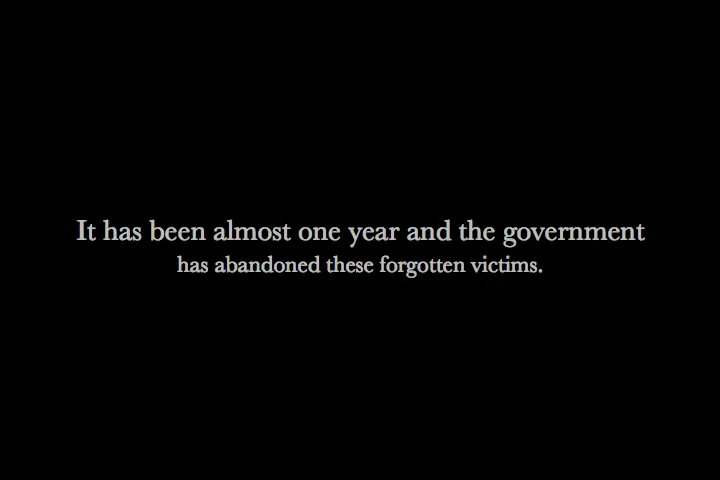 It has been almost one year and the government
has abandoned these forgotten victims.